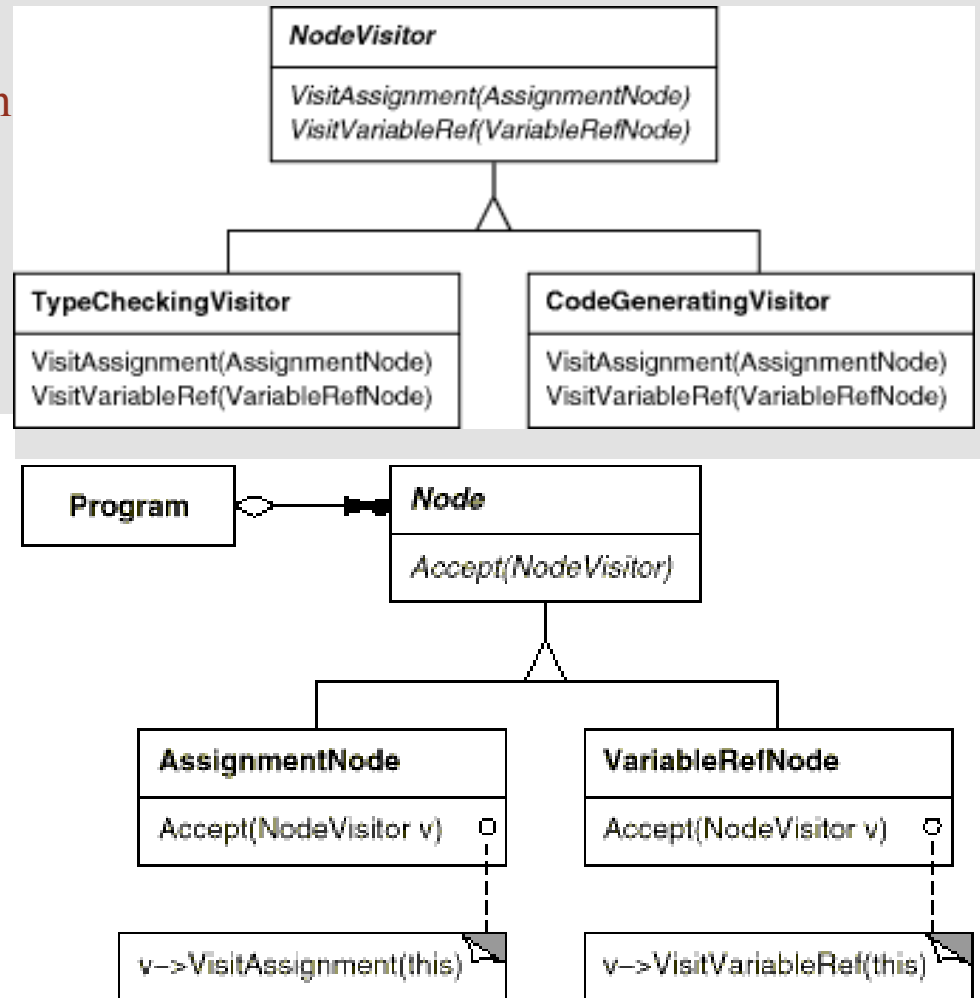 NodeVisitor
VisitAssignment(AssignmentNode)
VisitVariableRef(VariableRefNode)
n
TypeCheckingVisitor
VisitAssignment(AssignmentNode)
VisitVariableRef(VariableRefNode)
CodeGeneratingVisitor
VisitAssignment(AssignmentNode)
VisitVariableRef(VariableRefNode)
Program
Node
Accept(NodeVisitor)
AssignmentNode
Accept(NodeVisitor v)
v->VisitAssignment(this)
VariableRefNode
Accept(NodeVisitor v)
v->VisitVariableRef(this)